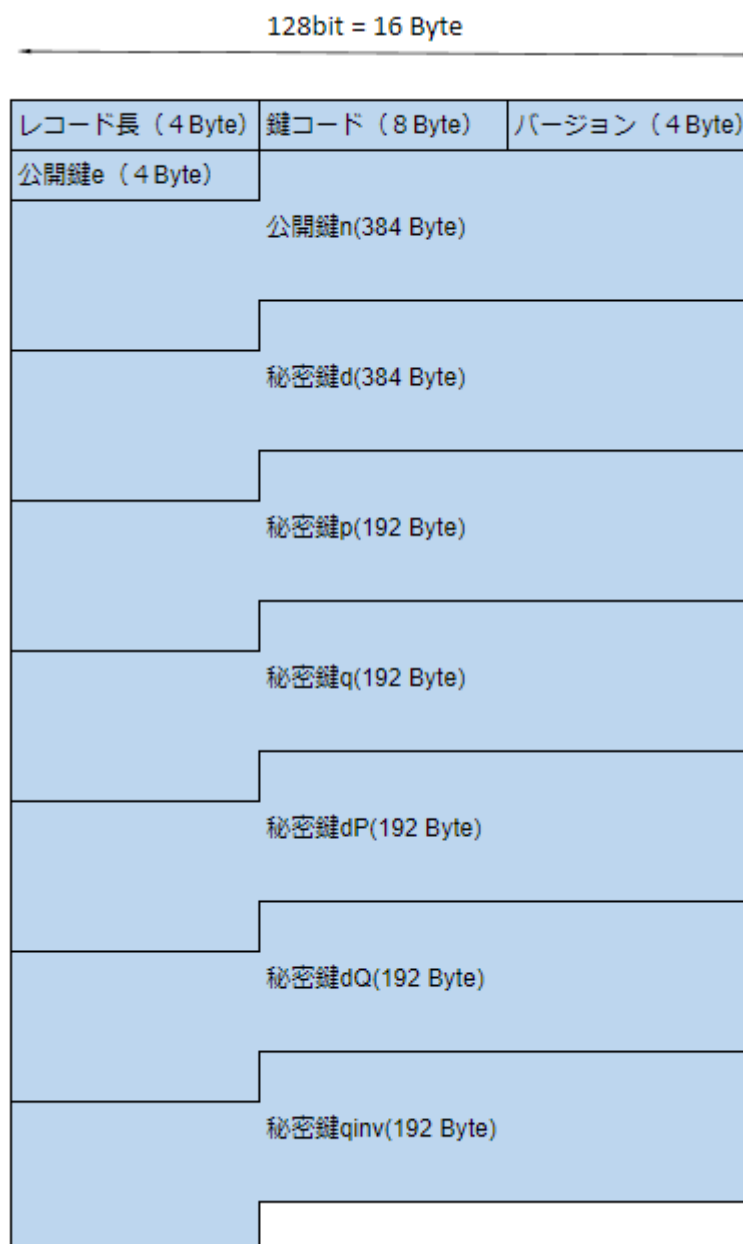 128bit = 16 Byte
レコード長（４Byte） 鍵コード（８Byte） バージョン（４Byte）
公開鍵e（４Byte）
公開鍵n(384 Byte)
秘密鍵d(384 Byte)
秘密鍵p(192 Byte)
秘密鍵q(192 Byte)
秘密鍵dP(192 Byte)
秘密鍵dQ(192 Byte)
秘密鍵qinv(192 Byte)